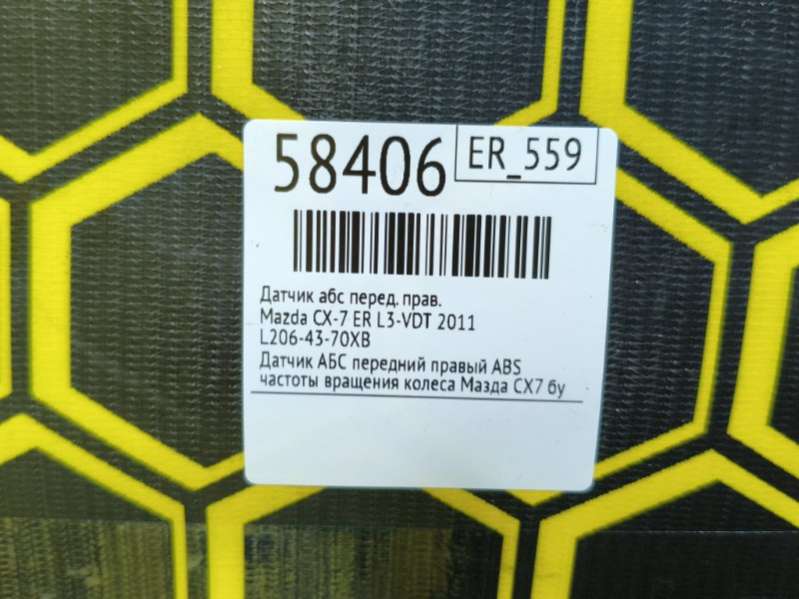 58406
ER_559
Датчик абс перед. прав.
Mazda CX-7 ER L3-VDT 2011
L206-43-70XB
Датчик АБС передний правый ABS
частоты вращения колеса Мазда СХ7 бу